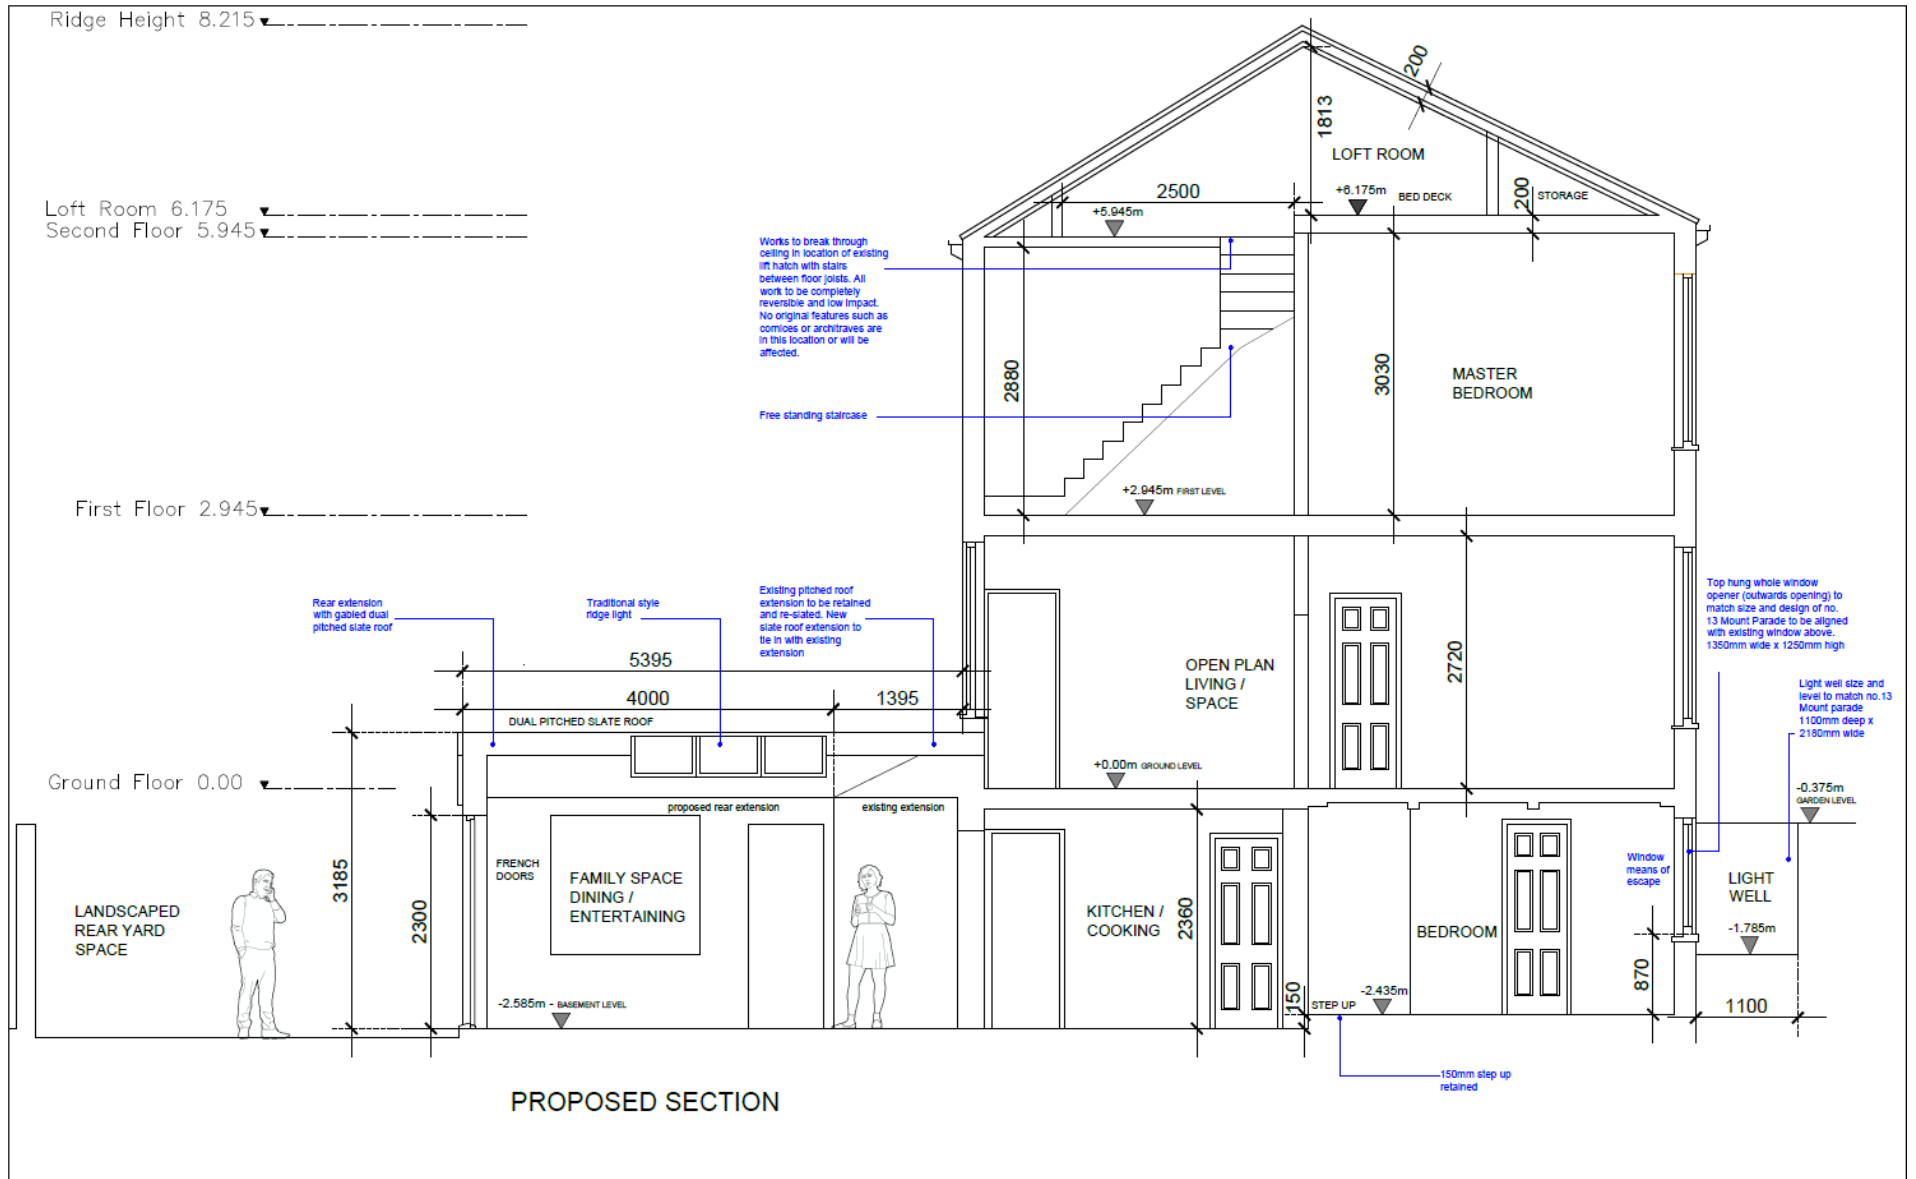 Ridge Height 8.215
Loft Room 6.175
Second Floor 5.945
First Floor 2.945
Ground Floor 0.00
200
1813
LOFT ROOM
2500
+6.175m
BED DECK
200
STORAGE
+5.945m
Works to break through
ceiling in location of existing
lift hatch with stairs
between floor joists. All
work to be completely
reversible and low impact.
No original features such as
cornices or architraves are
in this location or will be
affected.
2880
3030
MASTER
BEDROOM
Free standing staircase
+2.945m FIRST LEVEL
Rear extension
with gabled dual
pitched slate roof
Traditional style
ridge light
Existing pitched roof
extension to be retained
and re-slated. New
slate roof extension to
tie in with existing
extension
Top hung whole window
opener (outwards opening) to
match size and design of no.
13 Mount Parade to be aligned
with existing window above.
1350mm wide x 1250mm high
5395
4000
1395
DUAL PITCHED SLATE ROOF
OPEN PLAN
LIVING /
SPACE
2720
Light well size and
level to match no.13
Mount parade
1100mm deep x
2180mm wide
+0.00m GROUND LEVEL
-0.375m
GARDEN LEVEL
proposed rear extension
existing extension
3185
2300
FRENCH
DOORS
FAMILY SPACE
DINING /
ENTERTAINING
LANDSCAPED
REAR YARD
SPACE
KITCHEN /
COOKING
2360
BEDROOM
Window
means of
escape
LIGHT
WELL
-1.785m
870
1100
-2.585m - BASEMENT LEVEL
150
STEP UP
-2.435m
150mm step up
retained
PROPOSED SECTION